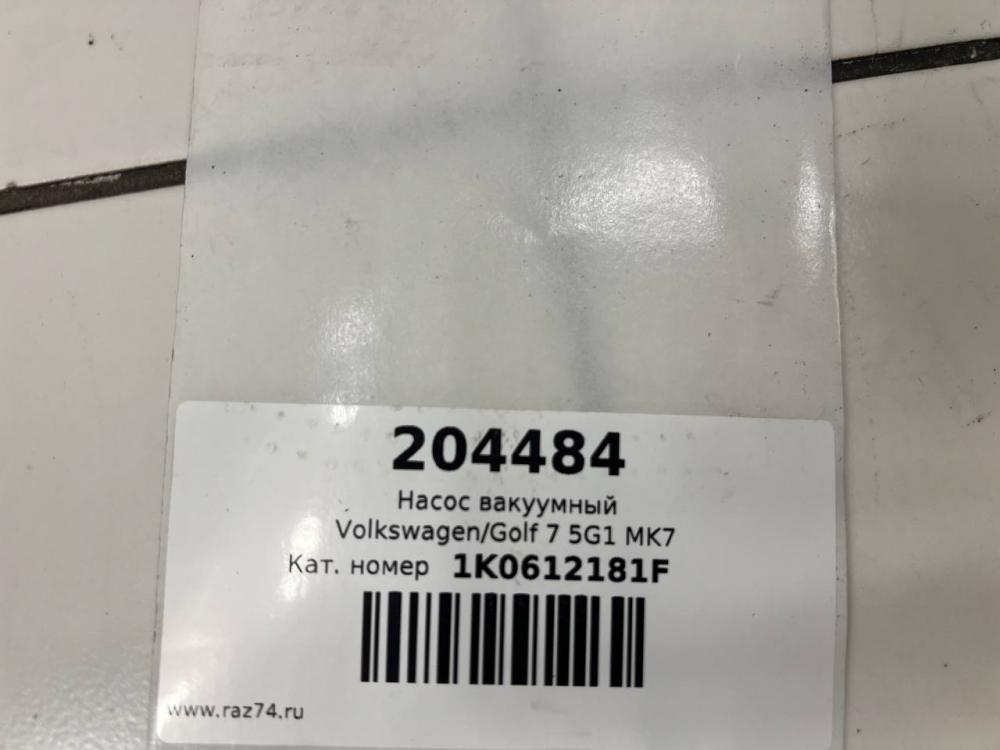 204484
Насос вакуумный
Volkswagen/Golf 7 5G1 MK7
Кат. номер 1K0612181F
www.raz74.ru